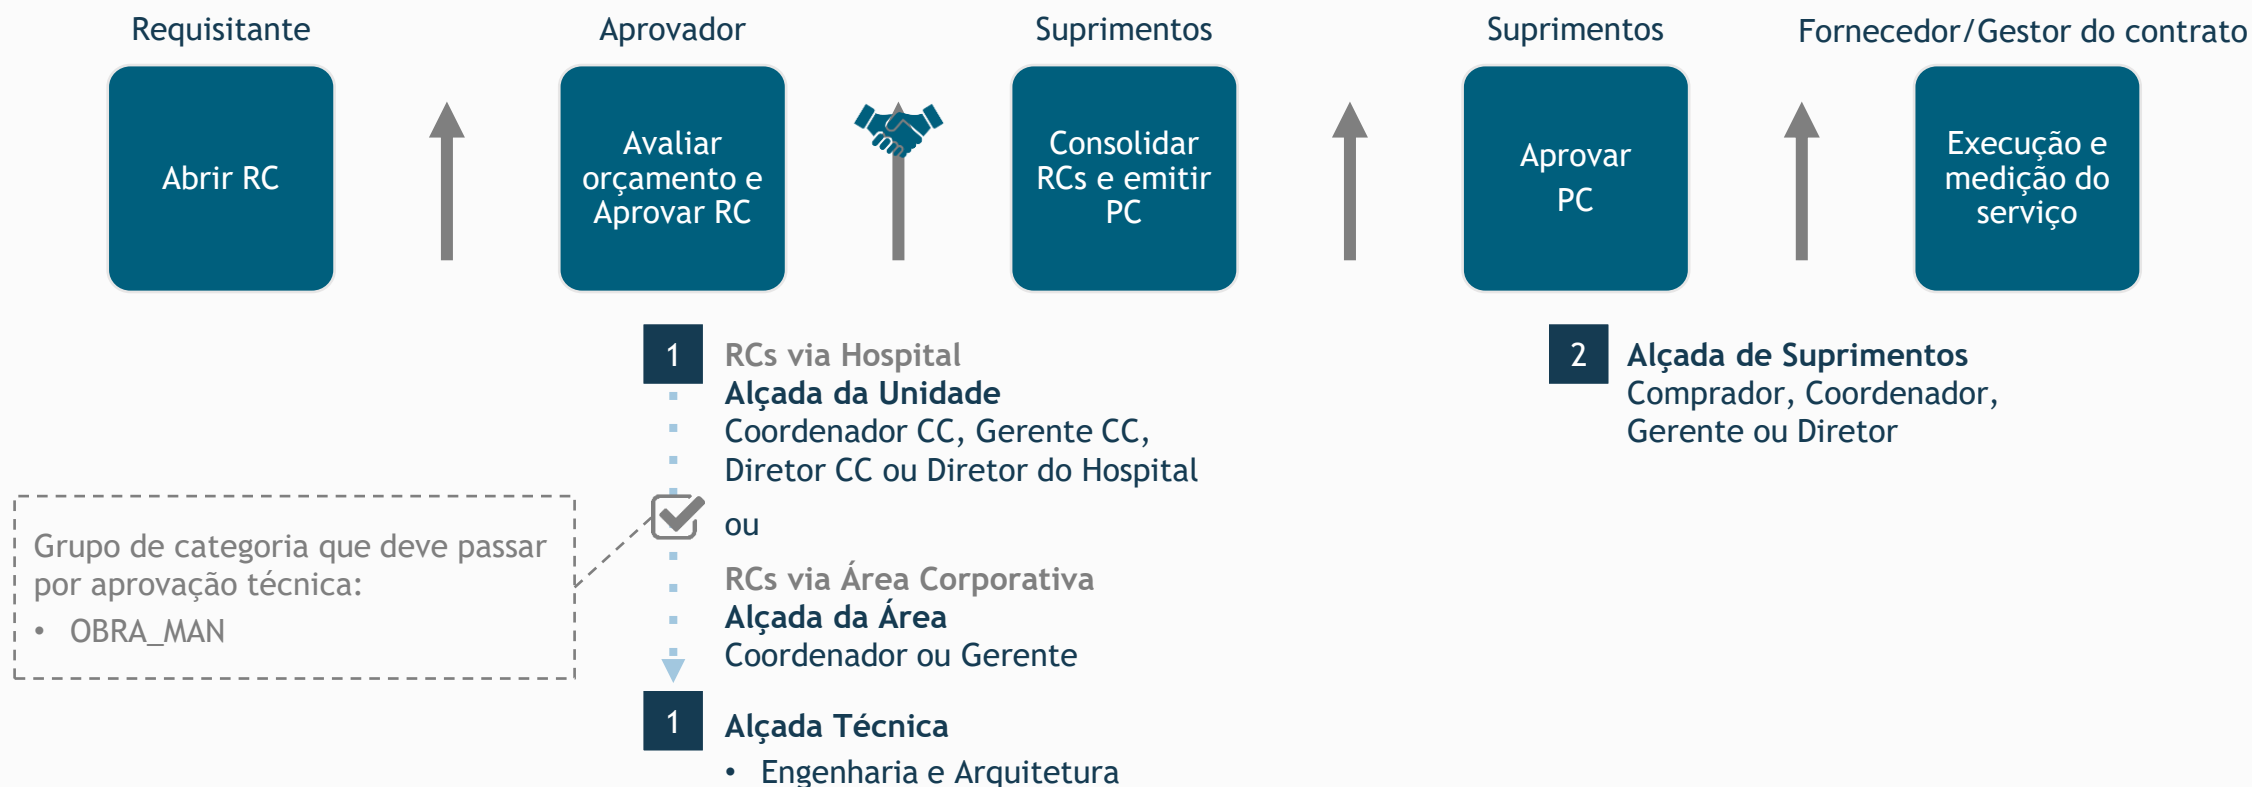 Requisitante
Aprovador
Suprimentos
Suprimentos
Fornecedor/Gestor do contrato
Abrir RC
Avaliar
orçamento e
Aprovar RC
Consolidar
RCs e emitir
PC
Aprovar
PC
Execução e
medição do
serviço
1
RCs via Hospital
Alçada da Unidade
Coordenador CC, Gerente CC,
Diretor CC ou Diretor do Hospital
ou
RCs via Área Corporativa
Alçada da Área
Coordenador ou Gerente
1
Alçada Técnica
• Engenharia e Arquitetura
2
Alçada de Suprimentos
Comprador, Coordenador,
Gerente ou Diretor
Grupo de categoria que deve passar
por aprovação técnica:
• OBRA_MAN